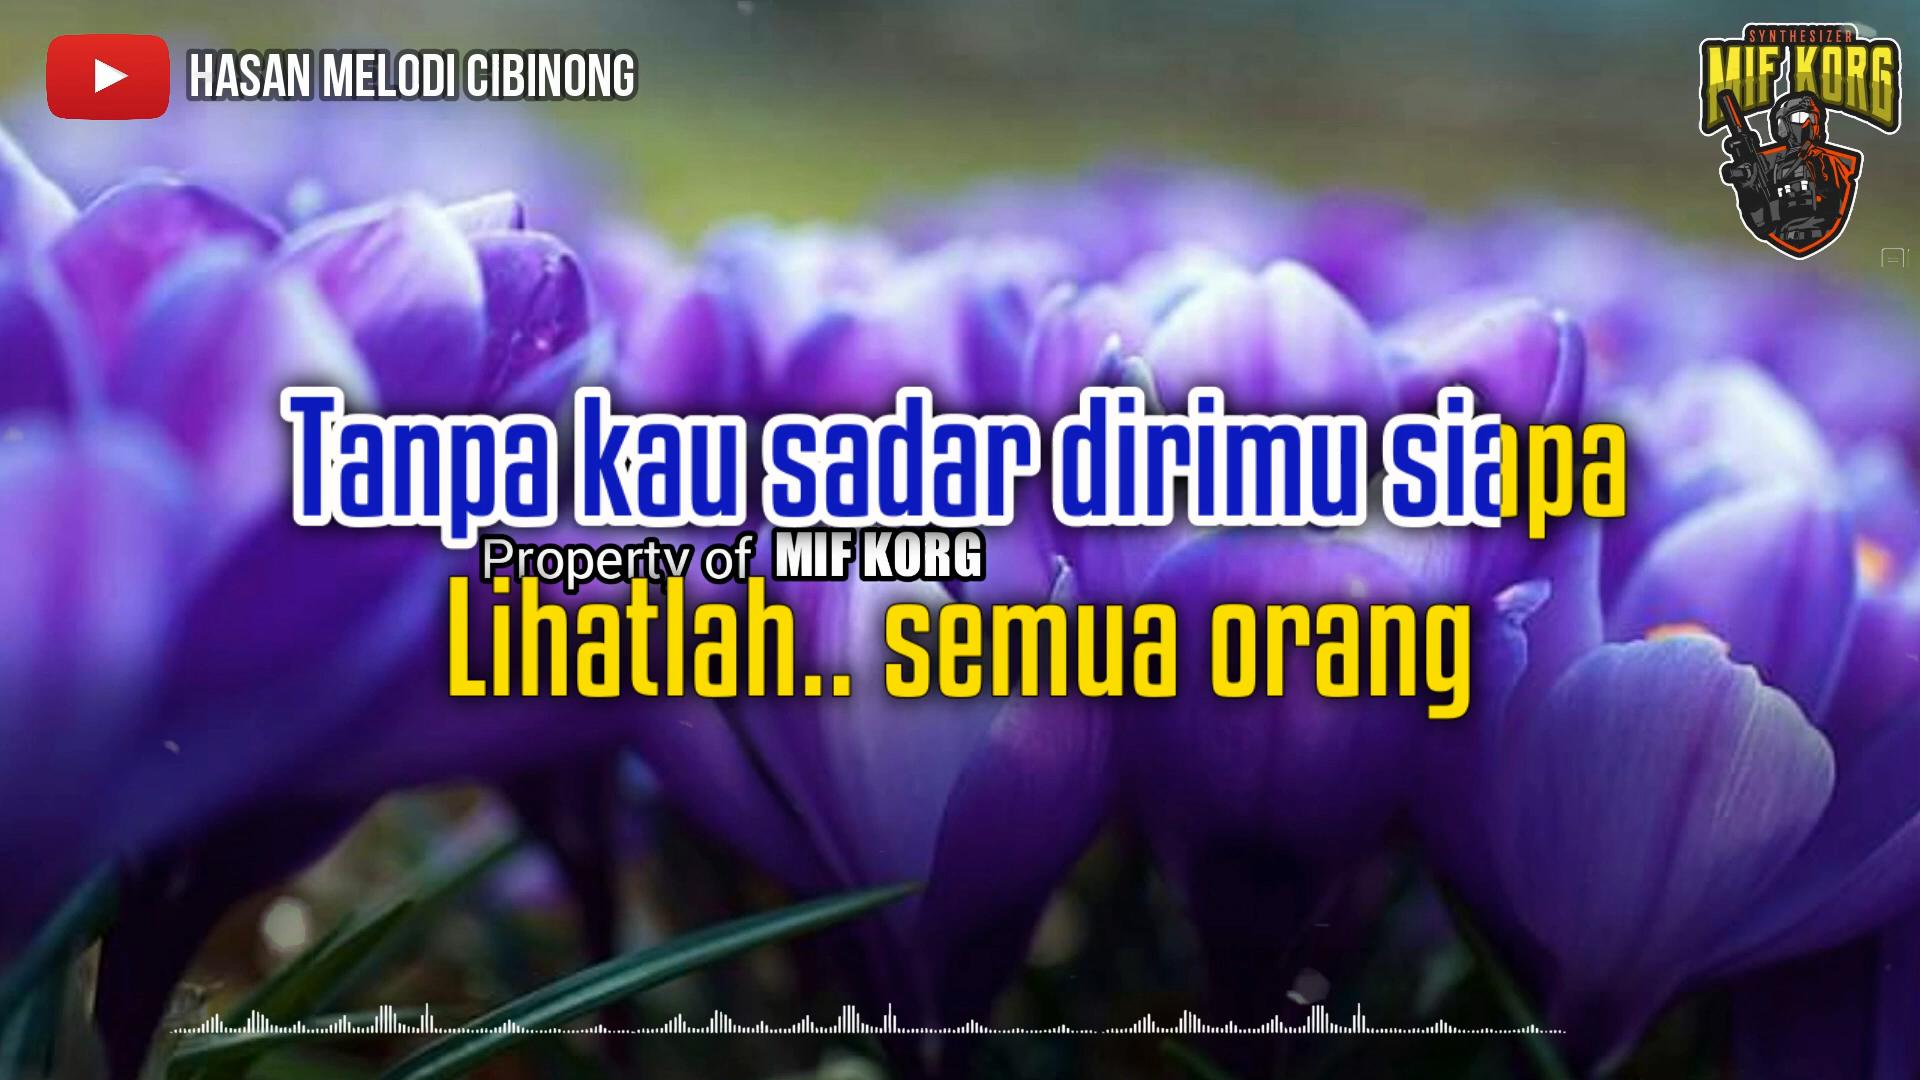 HASAN MELODI CIBINONG
SYNTHESIZER
MIF KORG
Tanpa kau sadar dirimu siapa
Property of MIF KORG
Lihatlah.. semua orang